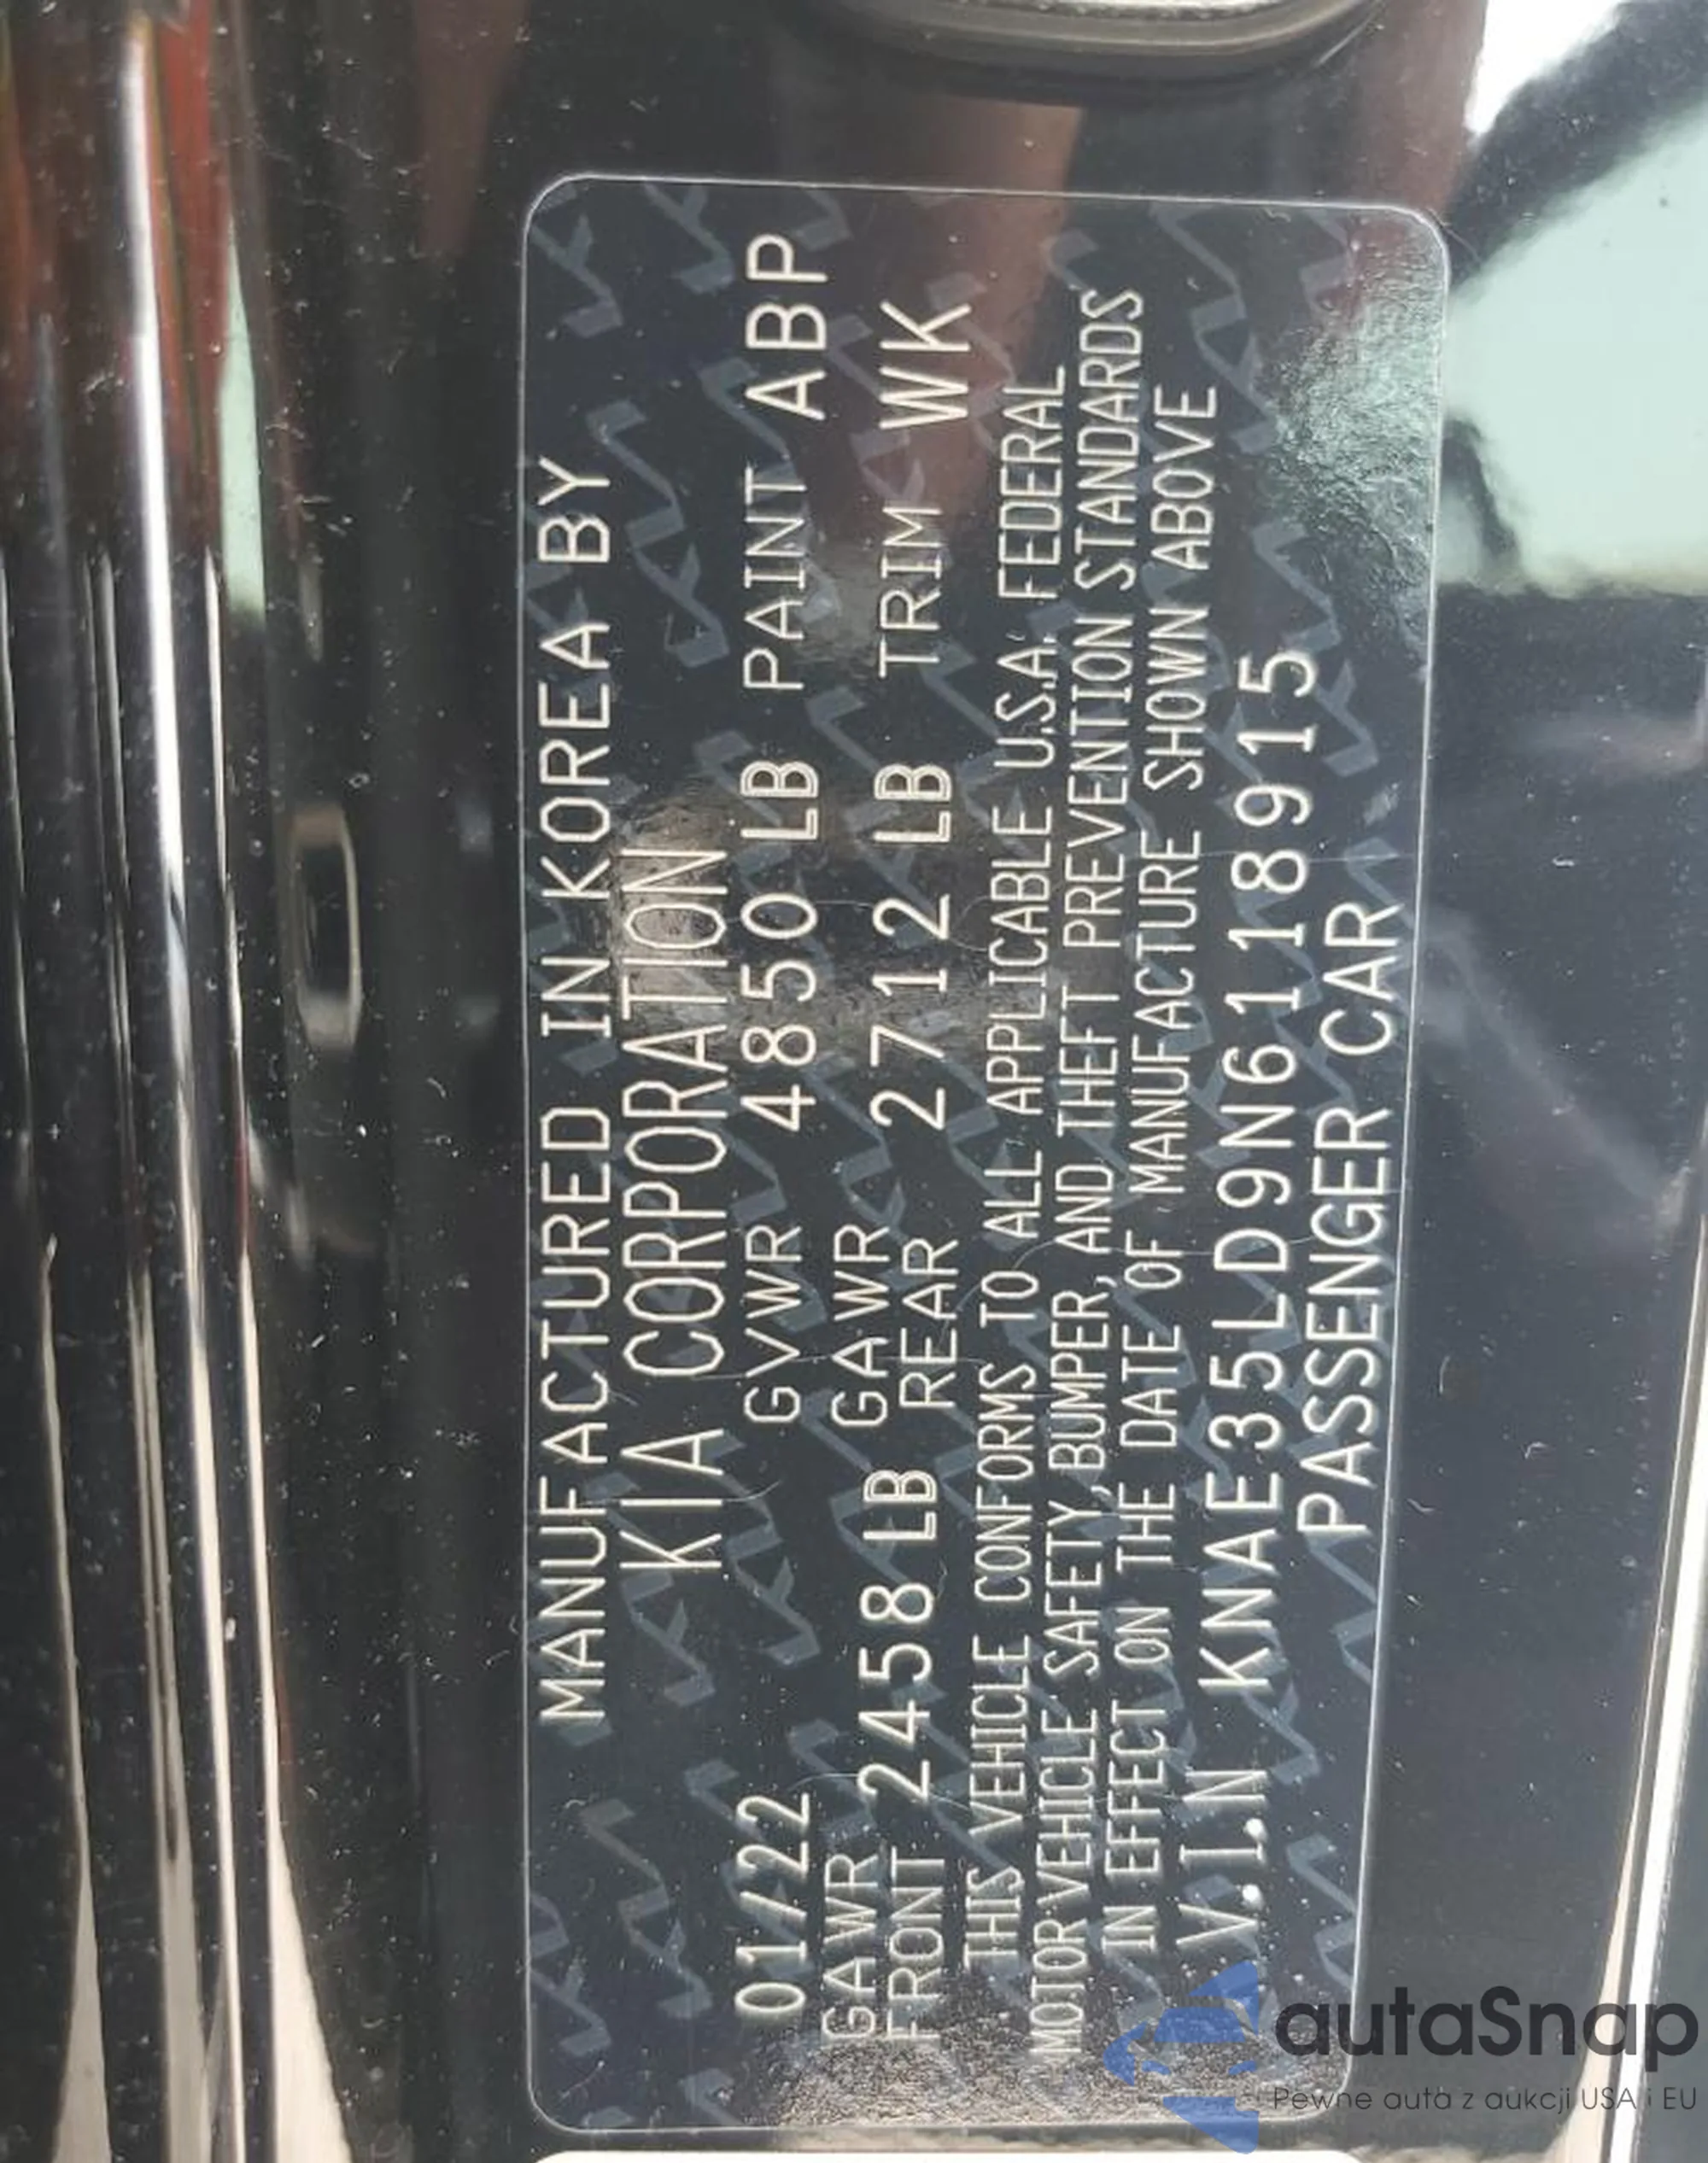 MANUFACTURED IN KOREA BY
KIA CORPORATION
01/22 GVWR 4850 LB PAINT ABP
GAWR FRONT 2458 LB GAWR REAR 2712 LB TRIM WK
THIS VEHICLE CONFORMS TO ALL APPLICABLE U.S.A. FEDERAL
MOTOR VEHICLE SAFETY, BUMPER, AND THEFT PREVENTION STANDARDS
IN EFFECT ON THE DATE OF MANUFACTURE SHOWN ABOVE
V.I.N KNAE35LD9N6118915
PASSENGER CAR
autaSnap
Pewne auta z aukcji USA i EU